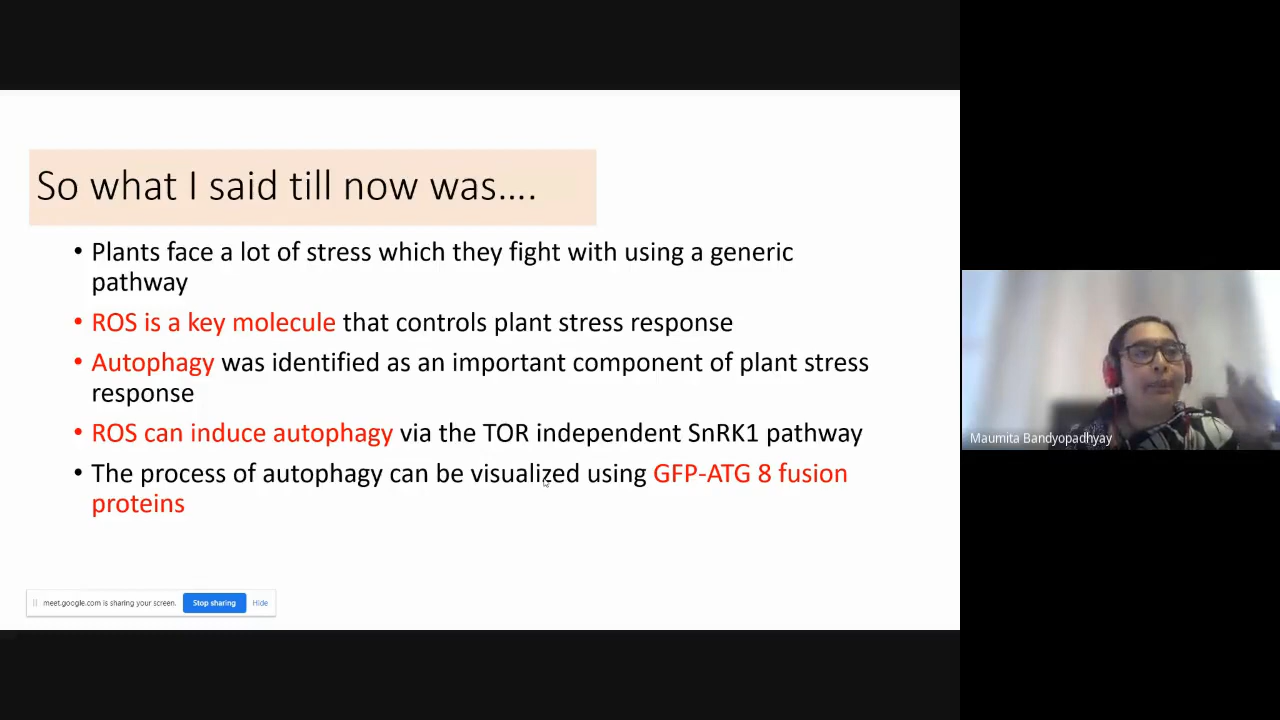 So what I said till now was....
• Plants face a lot of stress which they fight with using a generic
pathway
• ROS is a key molecule that controls plant stress response
• Autophagy was identified as an important component of plant stress
response
• ROS can induce autophagy via the TOR independent SnRK1 pathway
• The process of autophagy can be visualized using GFP-ATG 8 fusion
proteins
meet.google.com is sharing your screen. Stop sharing Hide
Maumita Bandyopadhyay